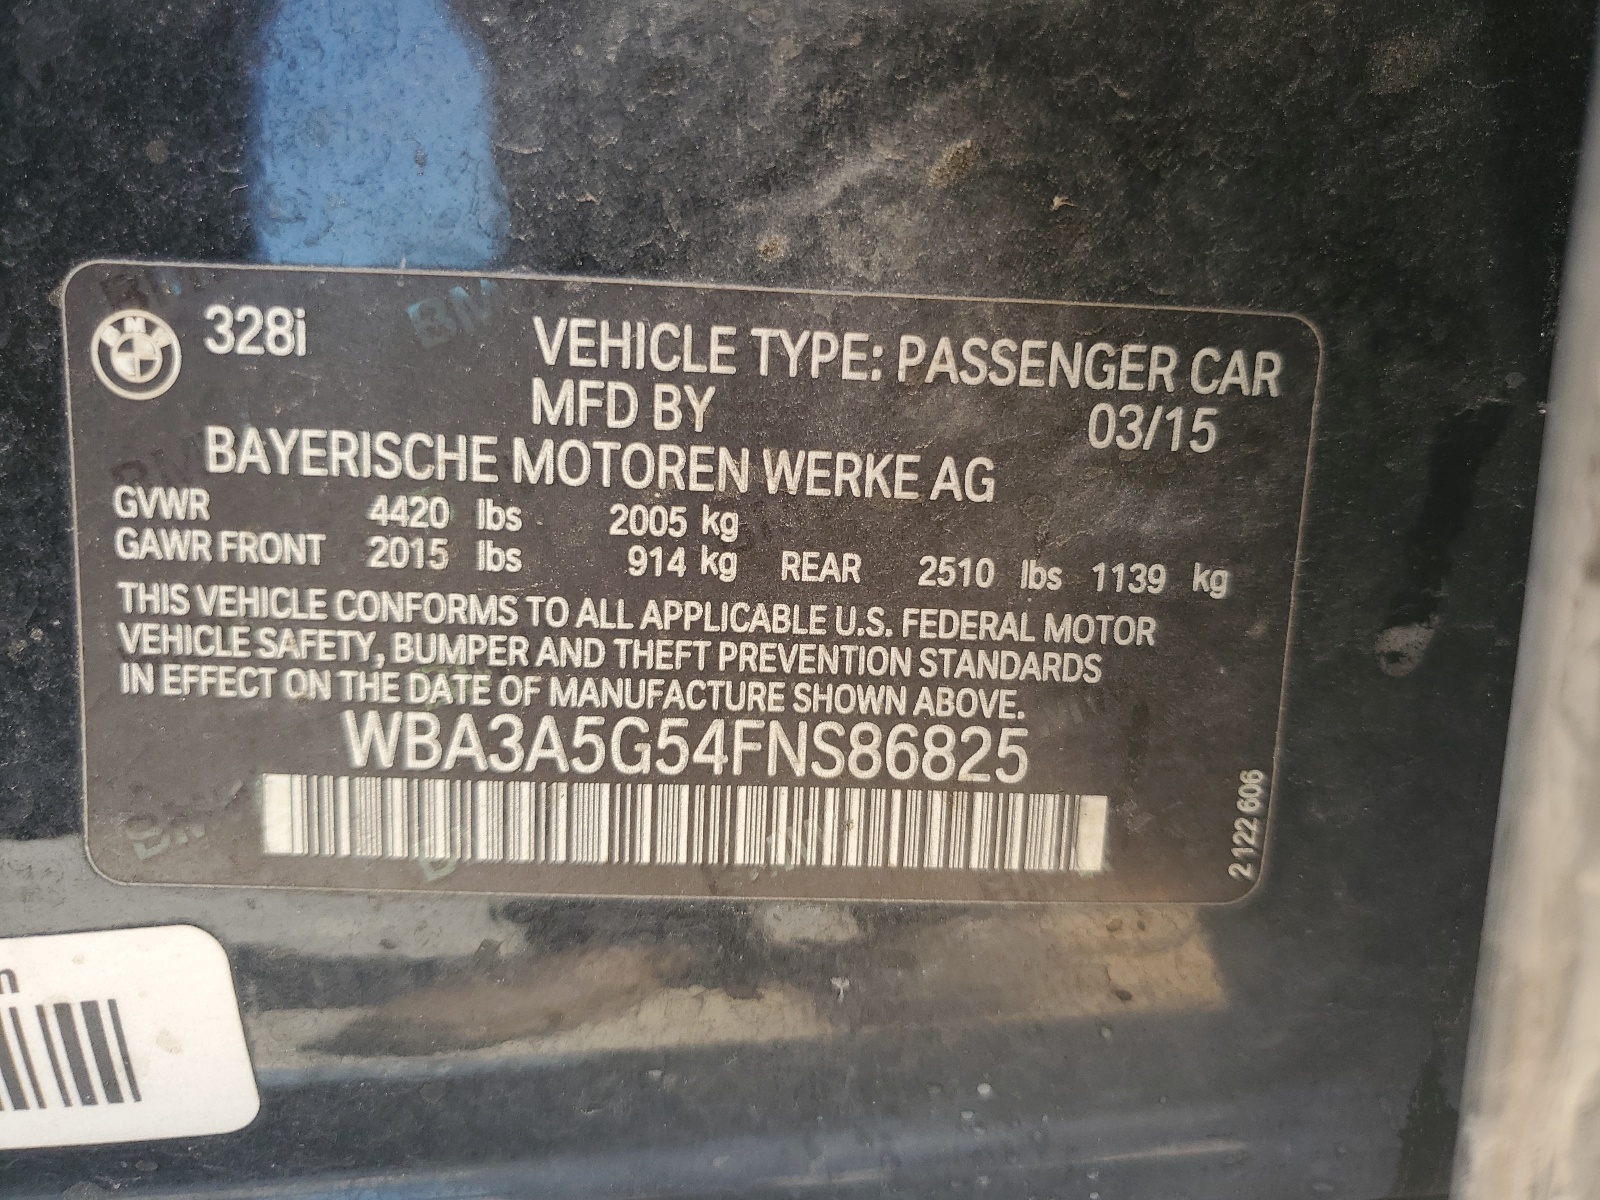 BMW 328i VEHICLE TYPE: PASSENGER CAR
MFD BY 03/15
BAYERISCHE MOTOREN WERKE AG
GVWR 4420 lbs 2005 kg
GAWR FRONT 2015 lbs 914 kg REAR 2510 lbs 1139 kg
THIS VEHICLE CONFORMS TO ALL APPLICABLE U.S. FEDERAL MOTOR
VEHICLE SAFETY, BUMPER AND THEFT PREVENTION STANDARDS
IN EFFECT ON THE DATE OF MANUFACTURE SHOWN ABOVE.
WBA3A5G54FNS86825
2 122 606